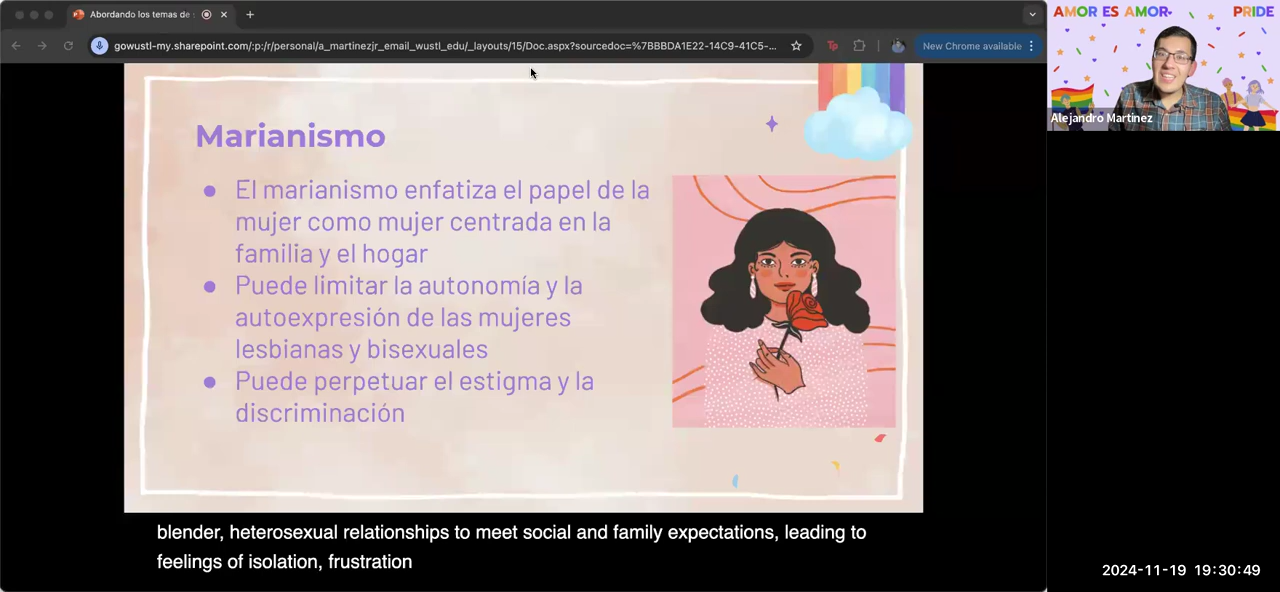 Abordando los temas de
gowustl-my.sharepoint.com/:p:/r/personal/a_martinezjr_email_wustl_edu/_layouts/15/Doc.aspx?sourcedoc=%7BBBDA1E22-14C9-41C5-...
Tp
New Chrome available
AMOR ES AMOR
PRIDE
Alejandro Martinez
Marianismo
● El marianismo enfatiza el papel de la
mujer como mujer centrada en la
familia y el hogar
● Puede limitar la autonomía y la
autoexpresión de las mujeres
lesbianas y bisexuales
● Puede perpetuar el estigma y la
discriminación
blender, heterosexual relationships to meet social and family expectations, leading to
feelings of isolation, frustration
2024-11-19 19:30:49